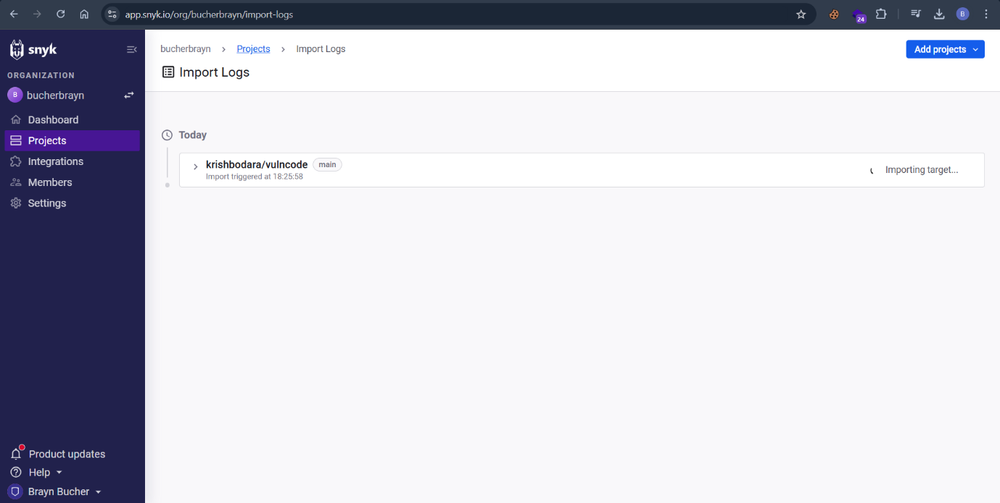 app.snyk.io/org/bucherbrayn/import-logs
24
B
snyk
bucherbrayn > Projects > Import Logs
Add projects
Import Logs
ORGANIZATION
B bucherbrayn
Dashboard
Projects
Integrations
Members
Settings
Today
krishbodara/vulncode main
Import triggered at 18:25:58
Importing target...
Product updates
Help
Brayn Bucher